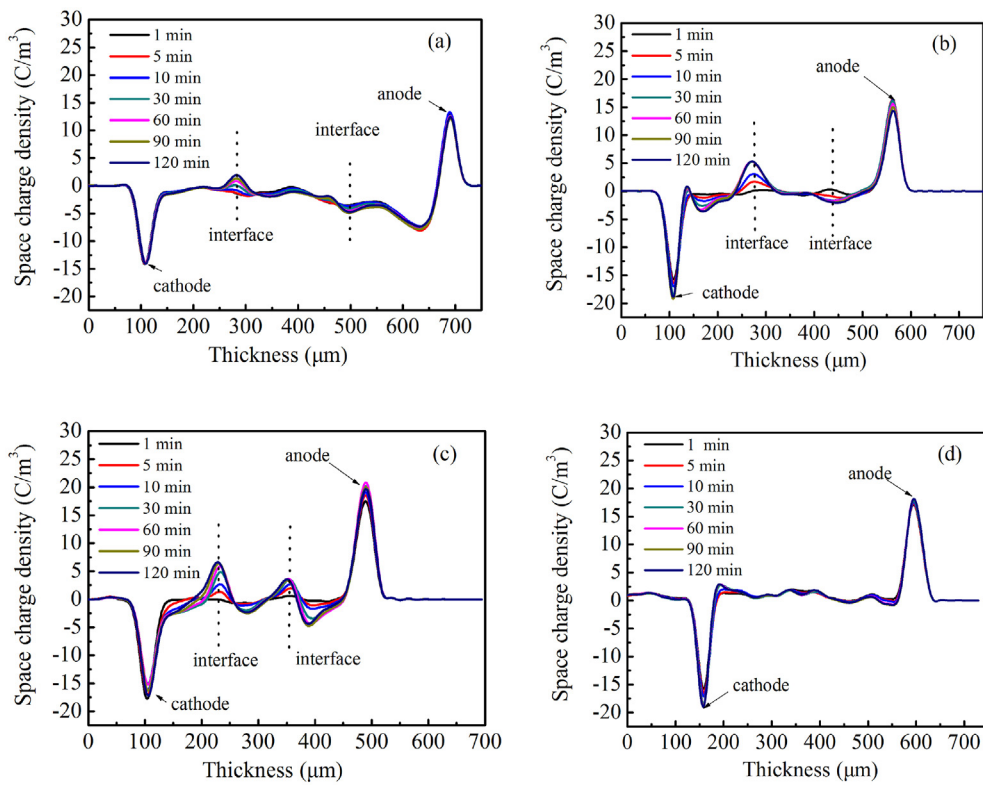 (a)
Space charge density (C/m³)
30
25
20
15
10
5
0
-5
-10
-15
-20
1 min
5 min
10 min
30 min
60 min
90 min
120 min
anode
interface
interface
cathode
0 100 200 300 400 500 600 700
Thickness (μm)
(b)
Space charge density (C/m³)
30
25
20
15
10
5
0
-5
-10
-15
-20
1 min
5 min
10 min
30 min
60 min
90 min
120 min
anode
interface interface
cathode
0 100 200 300 400 500 600 700
Thickness (μm)
(c)
Space charge density (C/m³)
30
25
20
15
10
5
0
-5
-10
-15
-20
1 min
5 min
10 min
30 min
60 min
90 min
120 min
anode
interface interface
cathode
0 100 200 300 400 500 600 700
Thickness (μm)
(d)
Space charge density (C/m³)
30
25
20
15
10
5
0
-5
-10
-15
-20
1 min
5 min
10 min
30 min
60 min
90 min
120 min
anode
cathode
0 100 200 300 400 500 600 700
Thickness (μm)